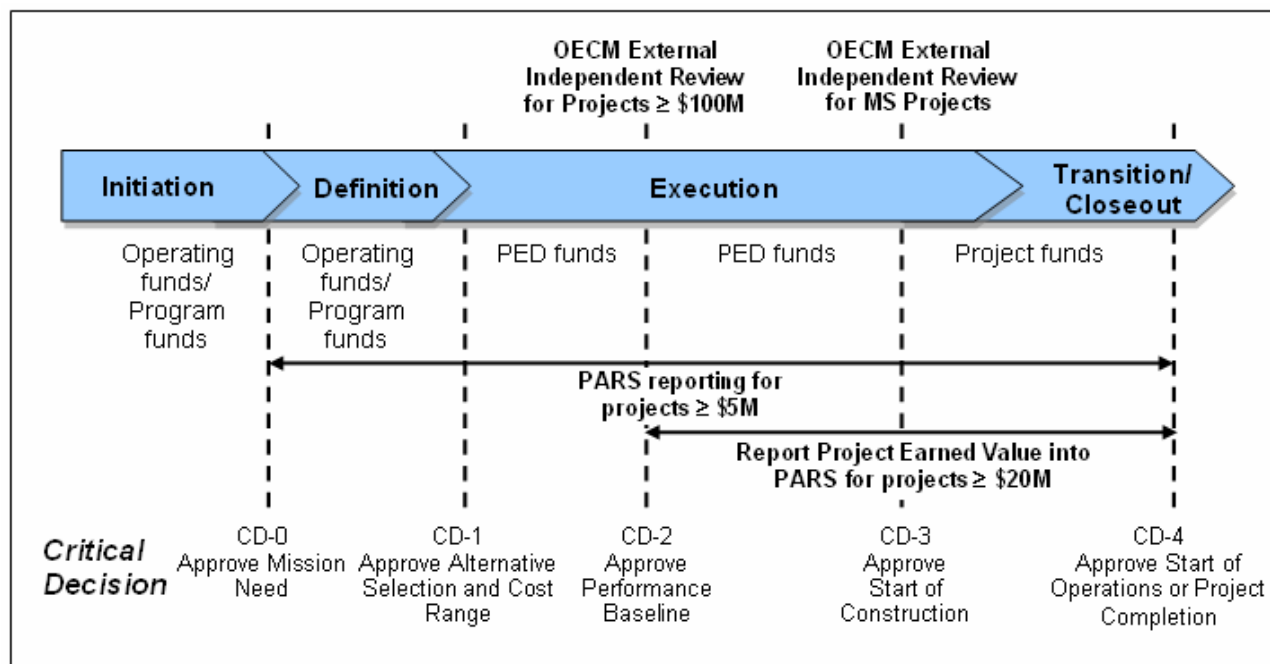 OECM External
Independent Review
for Projects ≥ $100M
OECM External
Independent Review
for MS Projects
Initiation
Definition
Execution
Transition/
Closeout
Operating
funds/
Program
funds
Operating
funds/
Program
funds
PED funds
PED funds
Project funds
PARS reporting for
projects ≥ $5M
Report Project Earned Value into
PARS for projects ≥ $20M
Critical
Decision
CD-0
Approve Mission
Need
CD-1
Approve Alternative
Selection and Cost
Range
CD-2
Approve
Performance
Baseline
CD-3
Approve
Start of
Construction
CD-4
Approve Start of
Operations or Project
Completion